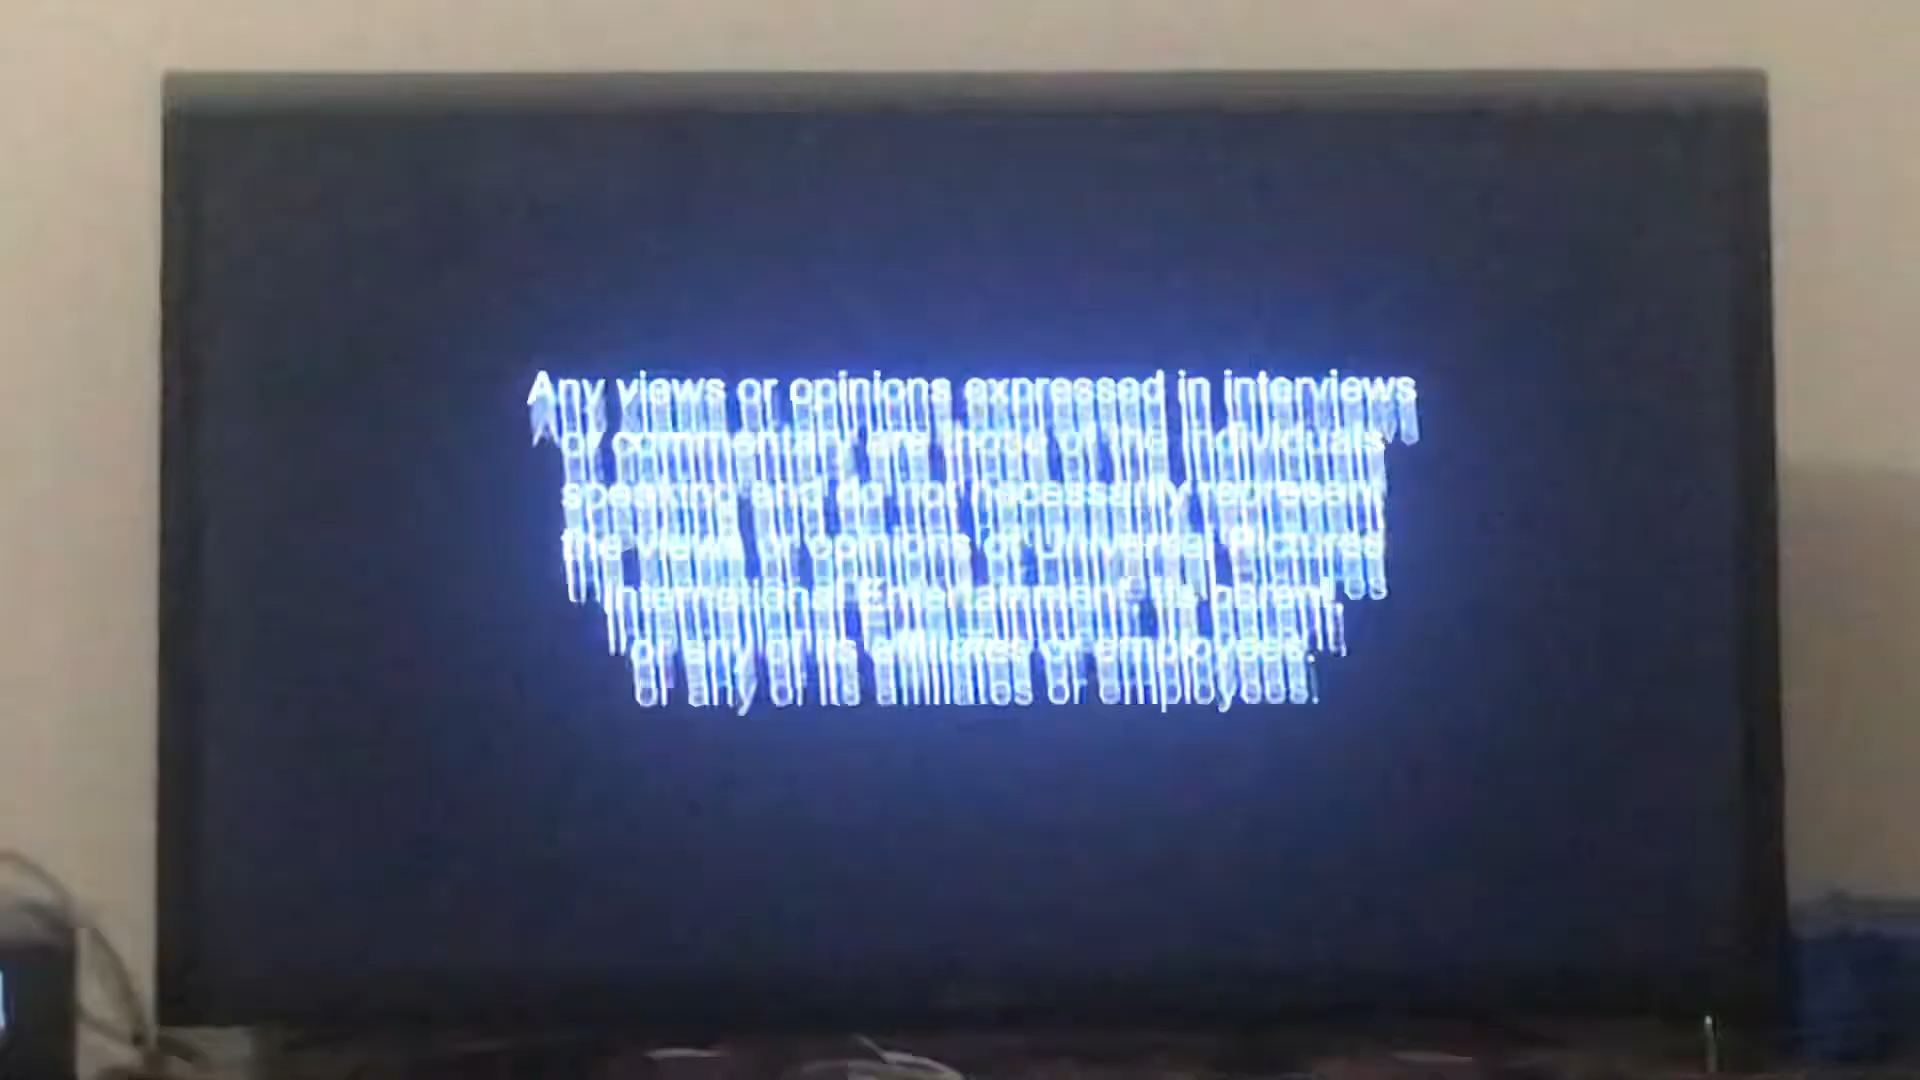 Any views or opinions expressed in interviews
or commentary are those of the individuals
speaking and do not necessarily represent
the views or opinions of Universal Pictures
International Entertainment, its parent,
or any of its affiliates or employees.